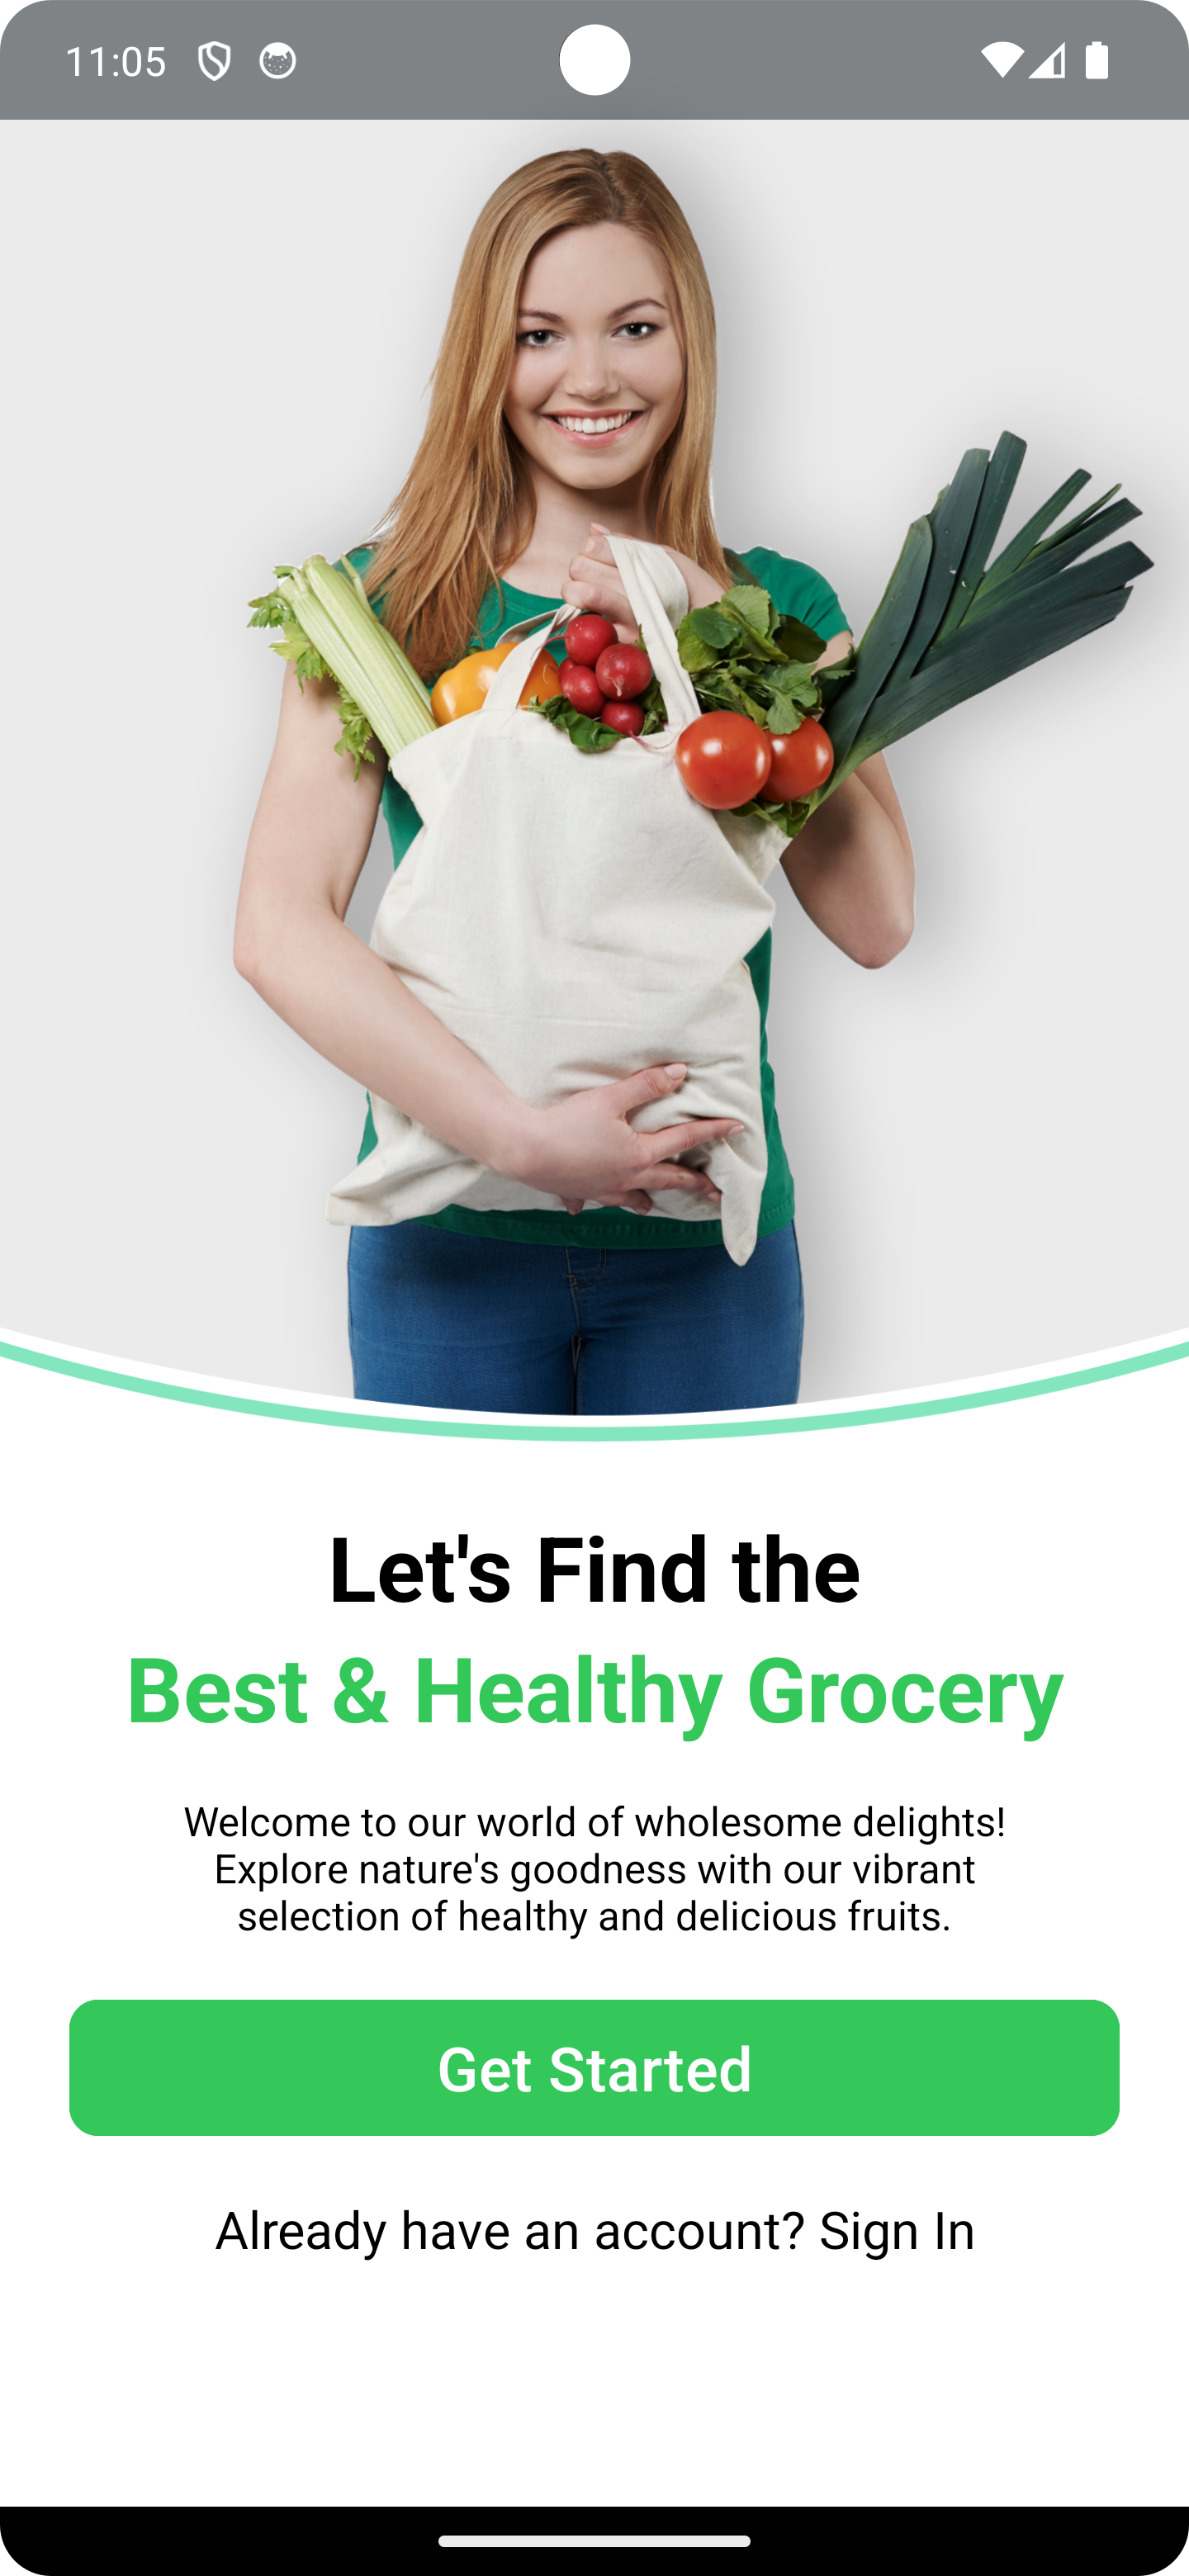 11:05
Let's Find the
Best & Healthy Grocery
Welcome to our world of wholesome delights!
Explore nature's goodness with our vibrant
selection of healthy and delicious fruits.
Get Started
Already have an account? Sign In